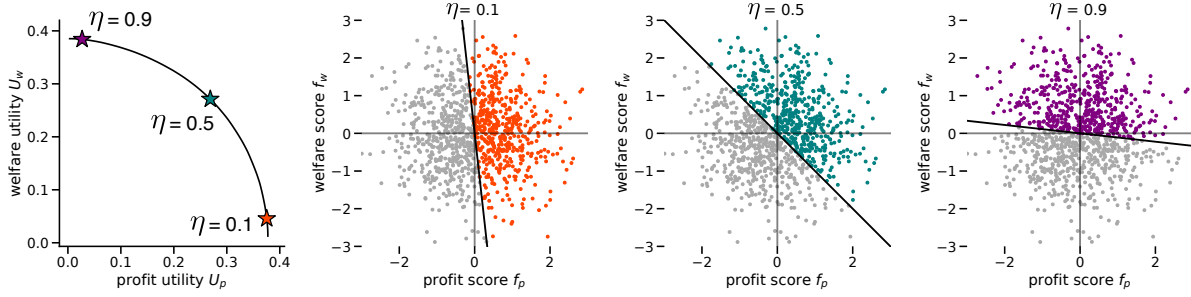 η = 0.9
η = 0.5
η = 0.1
0.4
0.3
0.2
0.1
0.0
0.0 0.1 0.2 0.3 0.4
welfare utility U_w
profit utility U_p
η = 0.1
3
2
1
0
−1
−2
−3
−2 0 2
welfare score f_w
profit score f_p
η = 0.5
3
2
1
0
−1
−2
−3
−2 0 2
welfare score f_w
profit score f_p
η = 0.9
3
2
1
0
−1
−2
−3
−2 0 2
welfare score f_w
profit score f_p